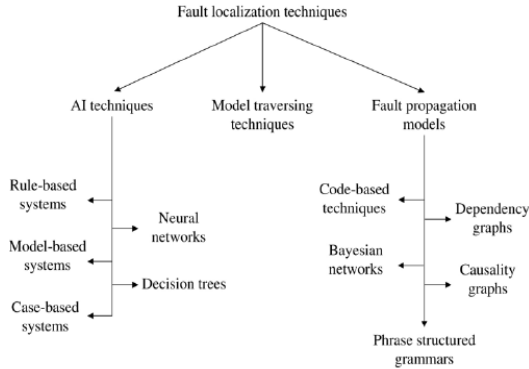 Fault localization techniques
AI techniques
Model traversing
techniques
Fault propagation
models
Rule-based
systems
Neural
networks
Model-based
systems
Decision trees
Case-based
systems
Code-based
techniques
Dependency
graphs
Bayesian
networks
Causality
graphs
Phrase structured
grammars